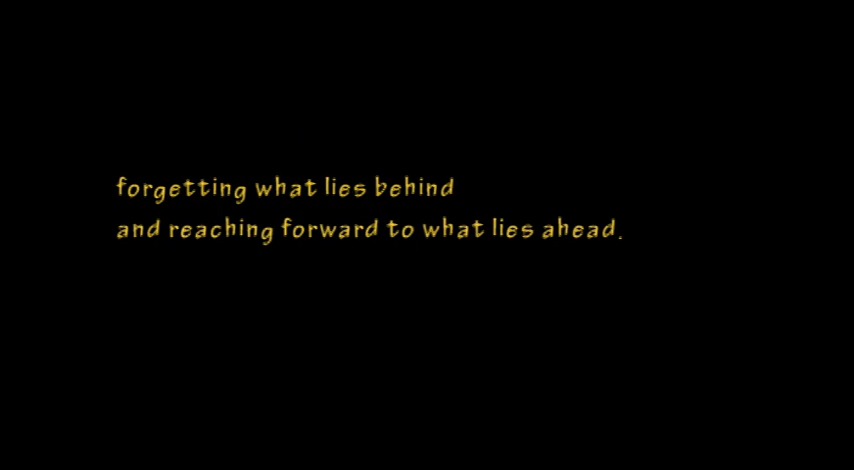 forgetting what lies behind
and reaching forward to what lies ahead.